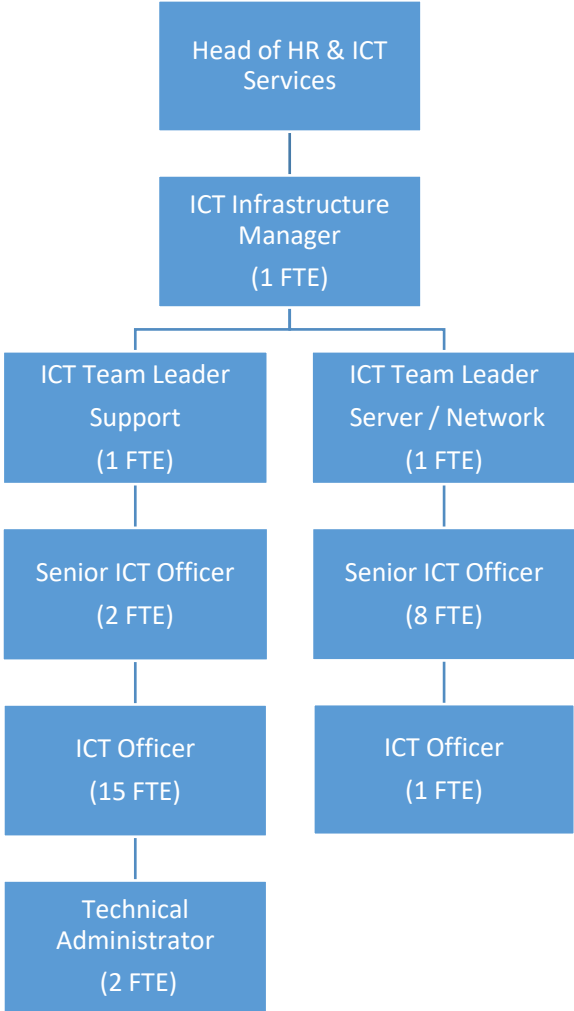 Head of HR & ICT
Services
ICT Infrastructure
Manager
(1 FTE)
ICT Team Leader
Support
(1 FTE)
ICT Team Leader
Server / Network
(1 FTE)
Senior ICT Officer
(2 FTE)
Senior ICT Officer
(8 FTE)
ICT Officer
(15 FTE)
ICT Officer
(1 FTE)
Technical
Administrator
(2 FTE)